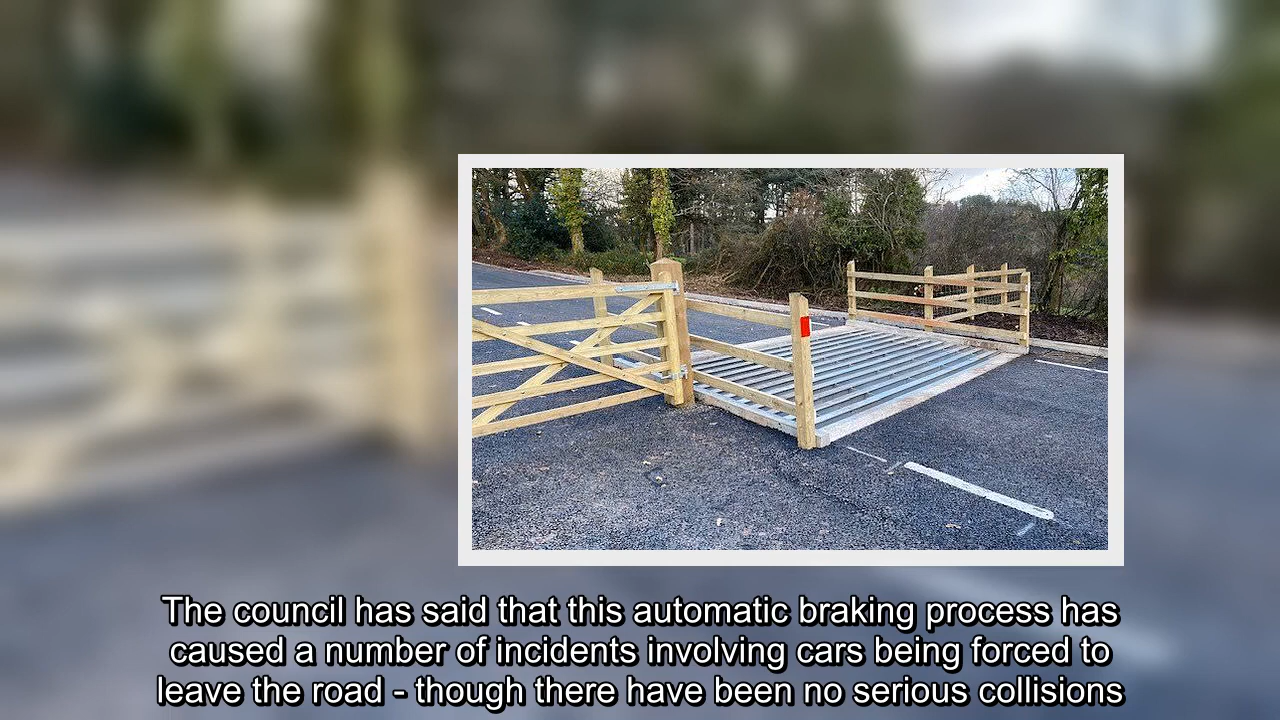 The council has said that this automatic braking process has
caused a number of incidents involving cars being forced to
leave the road - though there have been no serious collisions